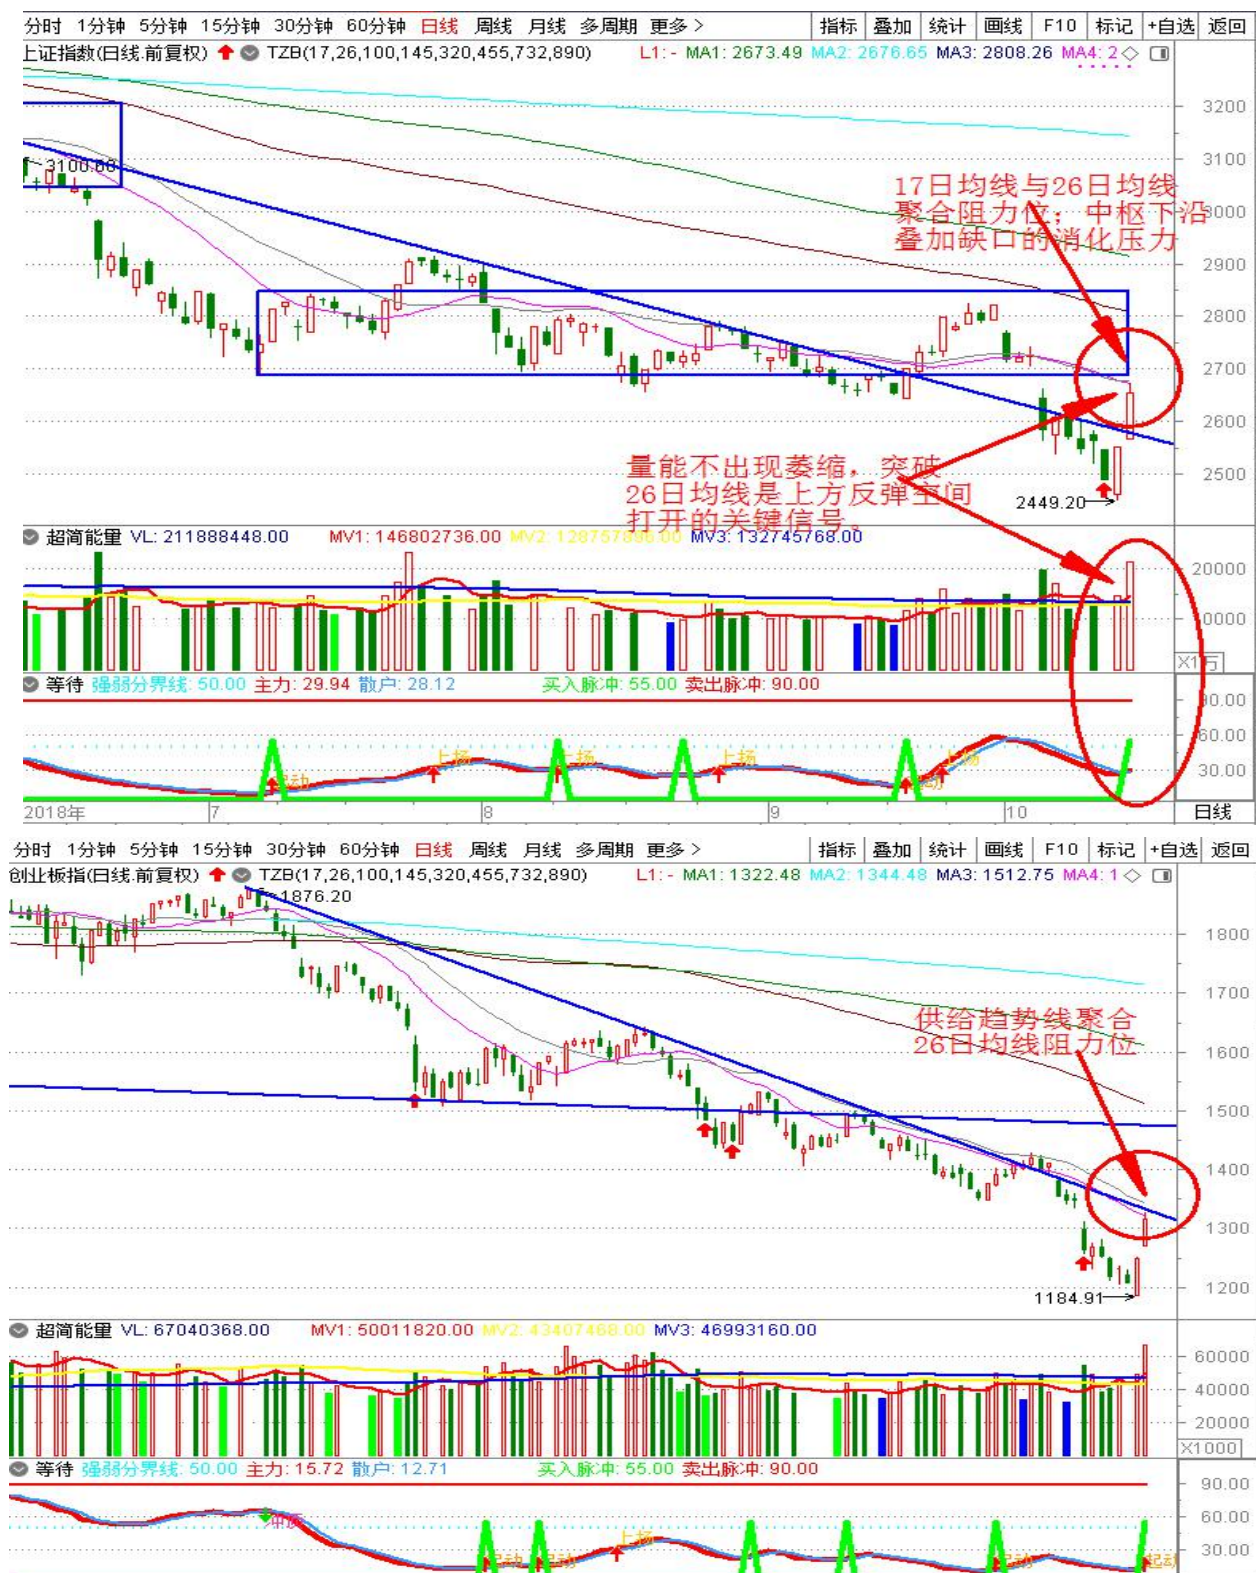 分时 1分钟 5分钟 15分钟 30分钟 60分钟 日线 周线 月线 多周期 更多 > 指标 叠加 统计 画线 F10 标记 +自选 返回
上证指数(日线.前复权) TZB(17,26,100,145,320,455,732,890) L1:- MA1: 2673.49 MA2: 2676.65 MA3: 2808.26 MA4: 2
3200
3100
3100.00
17日均线与26日均线
聚合阻力位；中枢下沿
叠加缺口的消化压力
3000
2900
2800
2700
2600
量能不出现萎缩，突破
26日均线是上方反弹空间
打开的关键信号。
2500
2449.20
超简能量 VL: 211888448.00 MV1: 146802736.00 MV2: 128757896.00 MV3: 132745768.00
20000
10000
X1万
等待 强弱分界线: 50.00 主力: 29.94 散户: 28.12 买入脉冲: 55.00 卖出脉冲: 90.00
90.00
60.00
上场 上场 上场 上场
30.00
起动 起动
2018年 7 8 9 10 日线
分时 1分钟 5分钟 15分钟 30分钟 60分钟 日线 周线 月线 多周期 更多 > 指标 叠加 统计 画线 F10 标记 +自选 返回
创业板指(日线.前复权) TZB(17,26,100,145,320,455,732,890) L1:- MA1: 1322.48 MA2: 1344.48 MA3: 1512.75 MA4: 1
1876.20
1800
1700
供给趋势线聚合
26日均线阻力位
1600
1500
1400
1300
1200
1184.91
超简能量 VL: 67040368.00 MV1: 50011820.00 MV2: 43407468.00 MV3: 46993160.00
60000
40000
20000
X1000
等待 强弱分界线: 50.00 主力: 15.72 散户: 12.71 买入脉冲: 55.00 卖出脉冲: 90.00
90.00
60.00
冲顶
上场
30.00
起动 起动 起动 起动